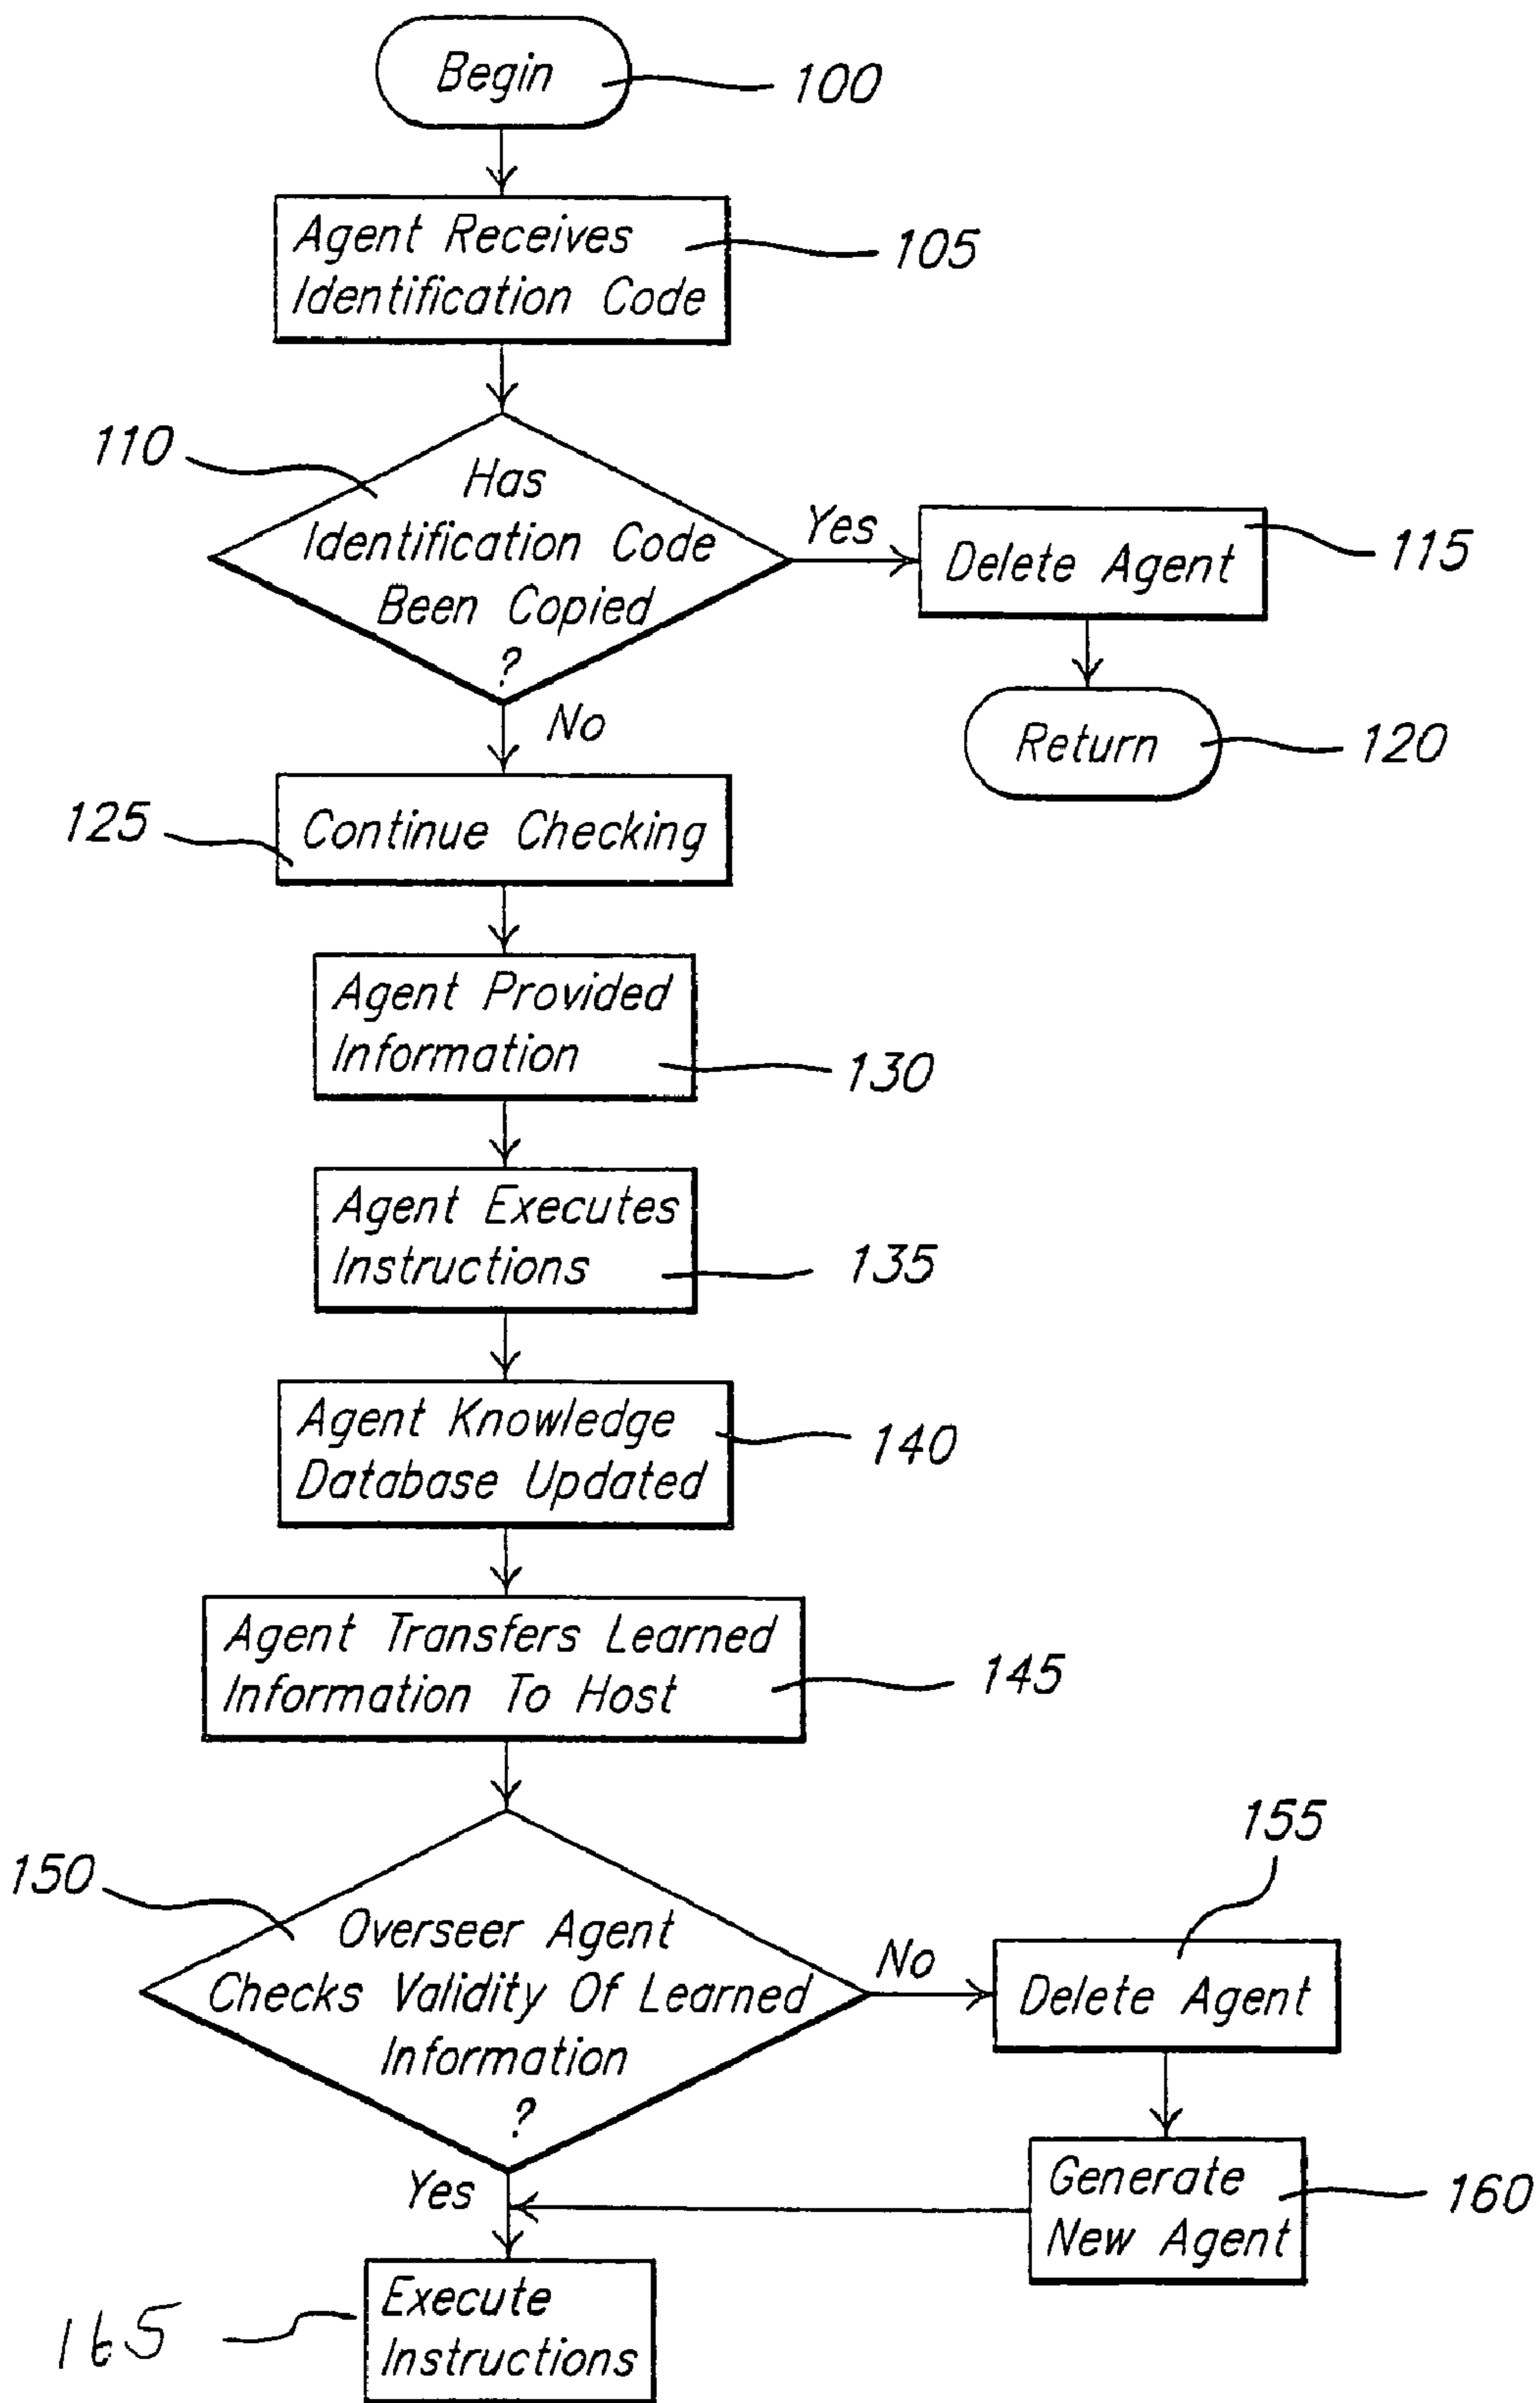 Begin
100
Agent Receives
Identification Code
105
110
Has
Identification Code
Been Copied
?
Yes
Delete Agent
115
Return
120
No
125
Continue Checking
Agent Provided
Information
130
Agent Executes
Instructions
135
Agent Knowledge
Database Updated
140
Agent Transfers Learned
Information To Host
145
150
Overseer Agent
Checks Validity Of Learned
Information
?
No
155
Delete Agent
Generate
New Agent
160
Yes
Execute
Instructions
165